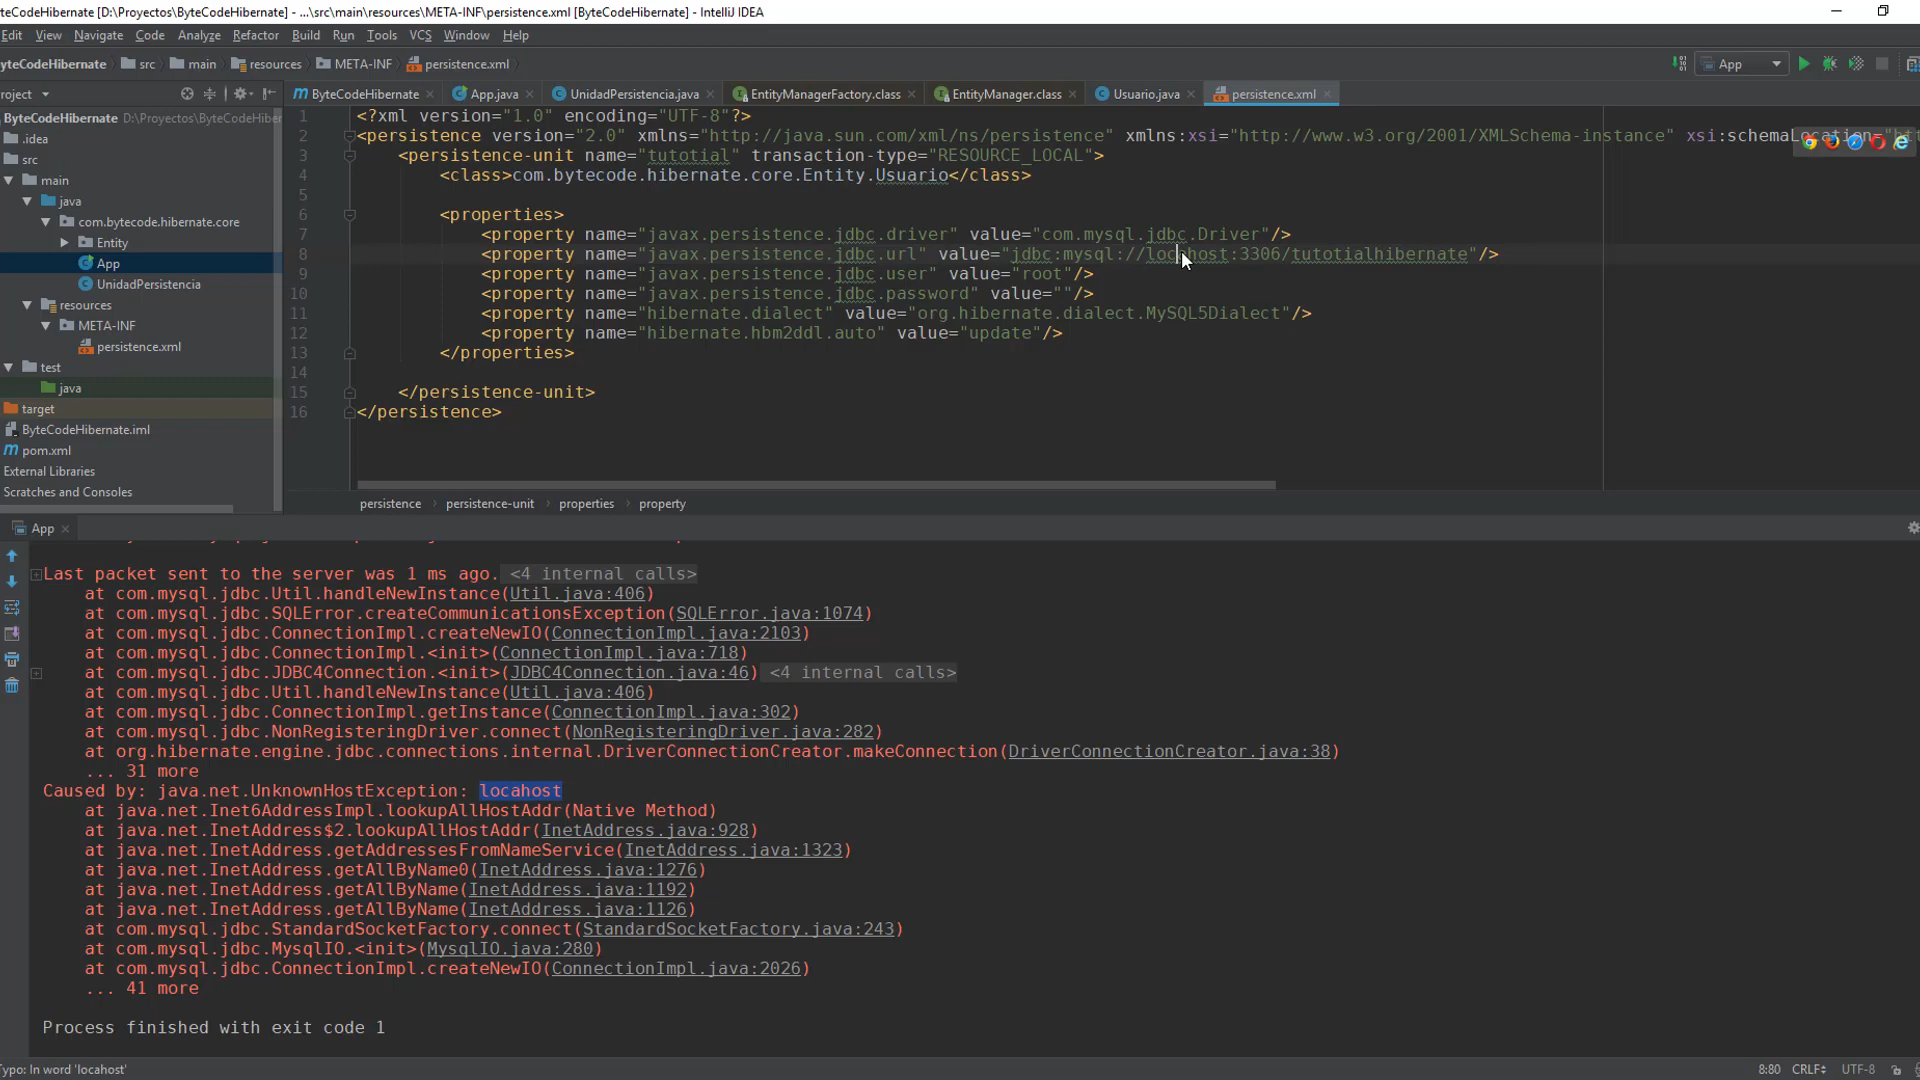 teCodeHibernate [D:\Proyectos\ByteCodeHibernate] - ...\src\main\resources\META-INF\persistence.xml [ByteCodeHibernate] - IntelliJ IDEA
Edit View Navigate Code Analyze Refactor Build Run Tools VCS Window Help
yteCodeHibernate src main resources META-INF persistence.xml App
roject ByteCodeHibernate App.java UnidadPersistencia.java EntityManagerFactory.class EntityManager.class Usuario.java persistence.xml
ByteCodeHibernate D:\Proyectos\ByteCodeHiber
.idea
src
main
java
com.bytecode.hibernate.core
Entity
App
UnidadPersistencia
resources
META-INF
persistence.xml
test
java
target
ByteCodeHibernate.iml
pom.xml
External Libraries
Scratches and Consoles
1 <?xml version="1.0" encoding="UTF-8"?>
2 <persistence version="2.0" xmlns="http://java.sun.com/xml/ns/persistence" xmlns:xsi="http://www.w3.org/2001/XMLSchema-instance" xsi:schemaLocation="
3 <persistence-unit name="tutotial" transaction-type="RESOURCE_LOCAL">
4 <class>com.bytecode.hibernate.core.Entity.Usuario</class>
5
6 <properties>
7 <property name="javax.persistence.jdbc.driver" value="com.mysql.jdbc.Driver"/>
8 <property name="javax.persistence.jdbc.url" value="jdbc:mysql://locahost:3306/tutotialhibernate"/>
9 <property name="javax.persistence.jdbc.user" value="root"/>
10 <property name="javax.persistence.jdbc.password" value=""/>
11 <property name="hibernate.dialect" value="org.hibernate.dialect.MySQL5Dialect"/>
12 <property name="hibernate.hbm2ddl.auto" value="update"/>
13 </properties>
14
15 </persistence-unit>
16 </persistence>
persistence persistence-unit properties property
App
Last packet sent to the server was 1 ms ago. <4 internal calls>
at com.mysql.jdbc.Util.handleNewInstance(Util.java:406)
at com.mysql.jdbc.SQLError.createCommunicationsException(SQLError.java:1074)
at com.mysql.jdbc.ConnectionImpl.createNewIO(ConnectionImpl.java:2103)
at com.mysql.jdbc.ConnectionImpl.<init>(ConnectionImpl.java:718)
at com.mysql.jdbc.JDBC4Connection.<init>(JDBC4Connection.java:46) <4 internal calls>
at com.mysql.jdbc.Util.handleNewInstance(Util.java:406)
at com.mysql.jdbc.ConnectionImpl.getInstance(ConnectionImpl.java:302)
at com.mysql.jdbc.NonRegisteringDriver.connect(NonRegisteringDriver.java:282)
at org.hibernate.engine.jdbc.connections.internal.DriverConnectionCreator.makeConnection(DriverConnectionCreator.java:38)
... 31 more
Caused by: java.net.UnknownHostException: locahost
at java.net.Inet6AddressImpl.lookupAllHostAddr(Native Method)
at java.net.InetAddress$2.lookupAllHostAddr(InetAddress.java:928)
at java.net.InetAddress.getAddressesFromNameService(InetAddress.java:1323)
at java.net.InetAddress.getAllByName0(InetAddress.java:1276)
at java.net.InetAddress.getAllByName(InetAddress.java:1192)
at java.net.InetAddress.getAllByName(InetAddress.java:1126)
at com.mysql.jdbc.StandardSocketFactory.connect(StandardSocketFactory.java:243)
at com.mysql.jdbc.MysqlIO.<init>(MysqlIO.java:280)
at com.mysql.jdbc.ConnectionImpl.createNewIO(ConnectionImpl.java:2026)
... 41 more
Process finished with exit code 1
Typo: In word 'locahost' 8:80 CRLF UTF-8